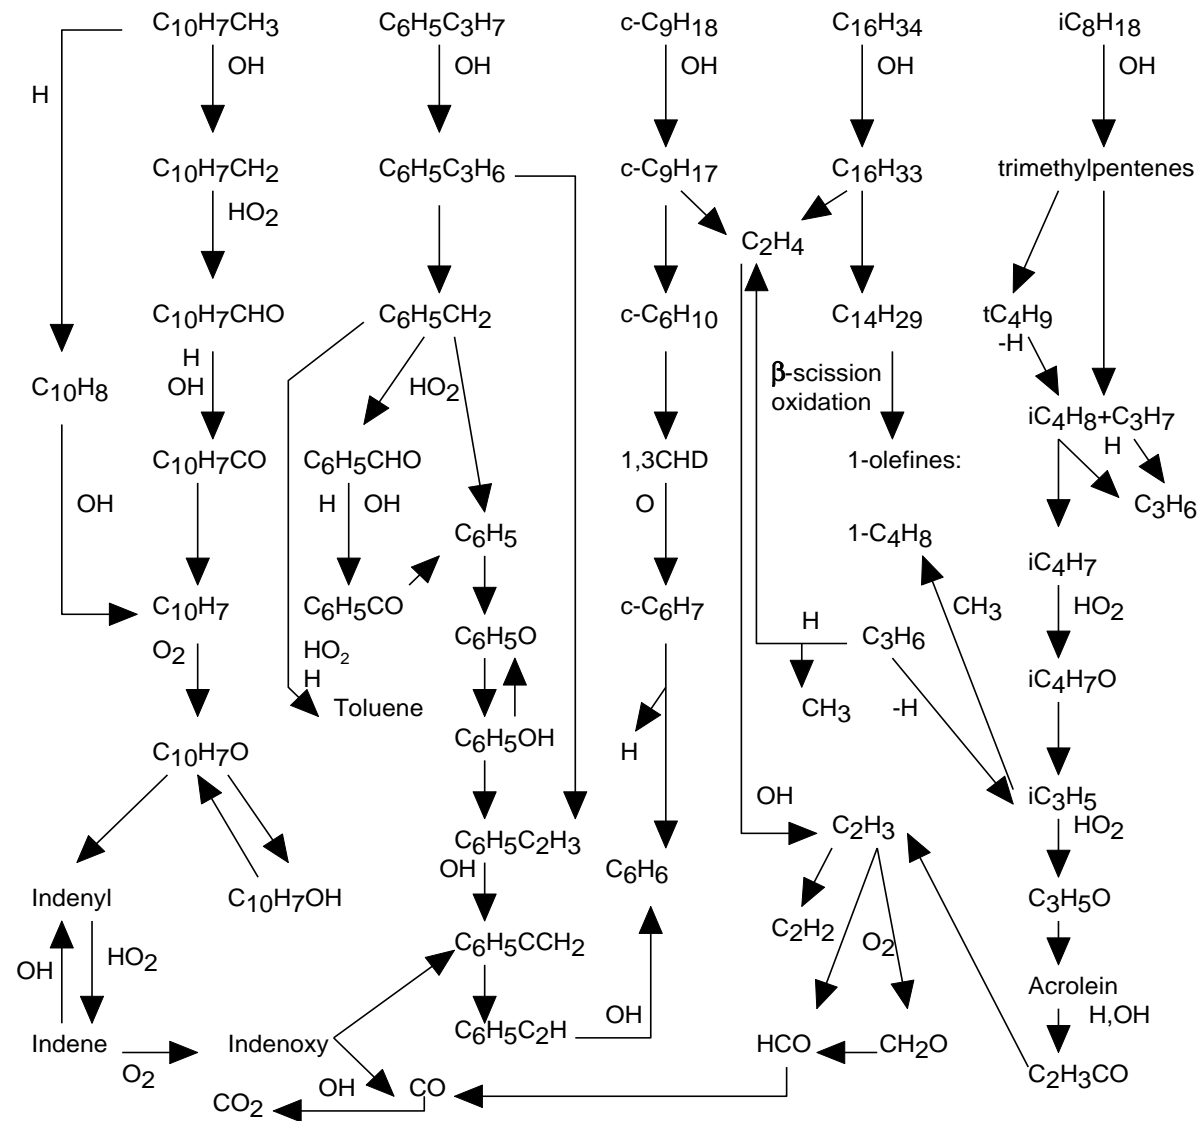 C10H7CH3 C6H5C3H7 c-C9H18 C16H34 iC8H18
OH OH OH OH OH
H
C10H7CH2 C6H5C3H6 c-C9H17 C16H33 trimethylpentenes
HO2
C2H4
C10H7CHO C6H5CH2 c-C6H10 C14H29 tC4H9
-H
H
OH
C10H8
HO2
β-scission
oxidation
iC4H8+C3H7
H
C10H7CO C6H5CHO 1,3CHD 1-olefines:
OH
H OH
O
C3H6
C6H5 1-C4H8
iC4H7
C10H7 C6H5CO c-C6H7
CH3 HO2
O2
HO2
H
C6H5O
H
C3H6
iC4H7O
Toluene
CH3
-H
C10H7O C6H5OH
H
OH
iC3H5
HO2
C6H5C2H3
OH
C2H3
C6H6
Indenyl C10H7OH
C3H5O
C2H2
O2
OH HO2
C6H5CCH2
Acrolein
H,OH
OH
Indene Indenoxy C6H5C2H HCO CH2O
O2
C2H3CO
OH CO
CO2